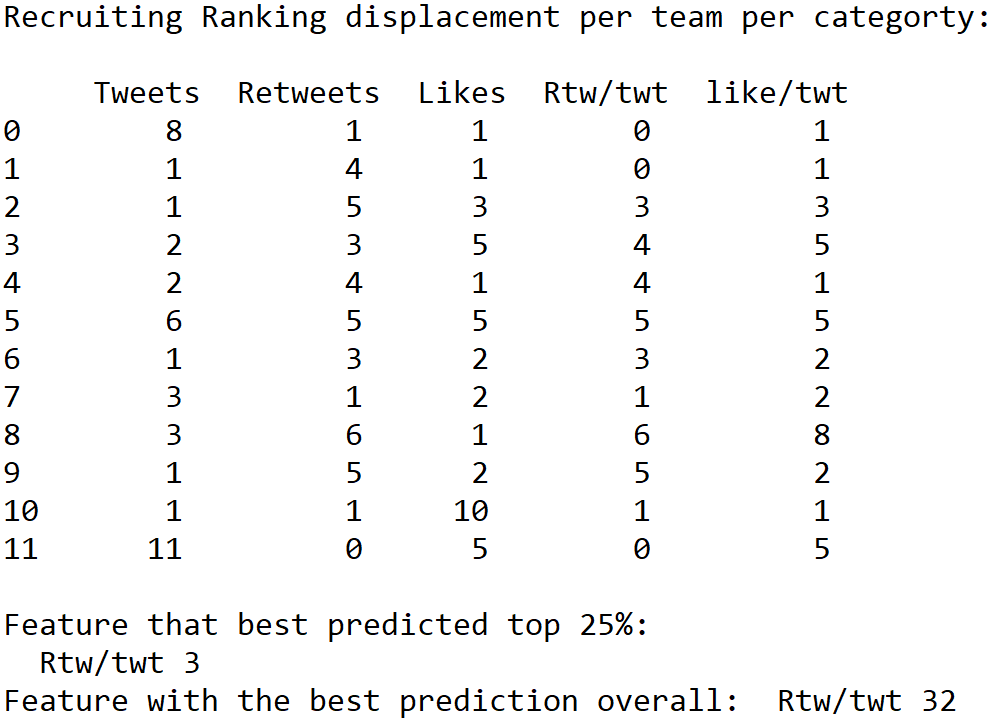 Recruiting Ranking displacement per team per categorty:
Tweets Retweets Likes Rtw/twt like/twt
0 8 1 1 0 1
1 1 4 1 0 1
2 1 5 3 3 3
3 2 3 5 4 5
4 2 4 1 4 1
5 6 5 5 5 5
6 1 3 2 3 2
7 3 1 2 1 2
8 3 6 1 6 8
9 1 5 2 5 2
10 1 1 10 1 1
11 11 0 5 0 5
Feature that best predicted top 25%:
Rtw/twt 3
Feature with the best prediction overall: Rtw/twt 32